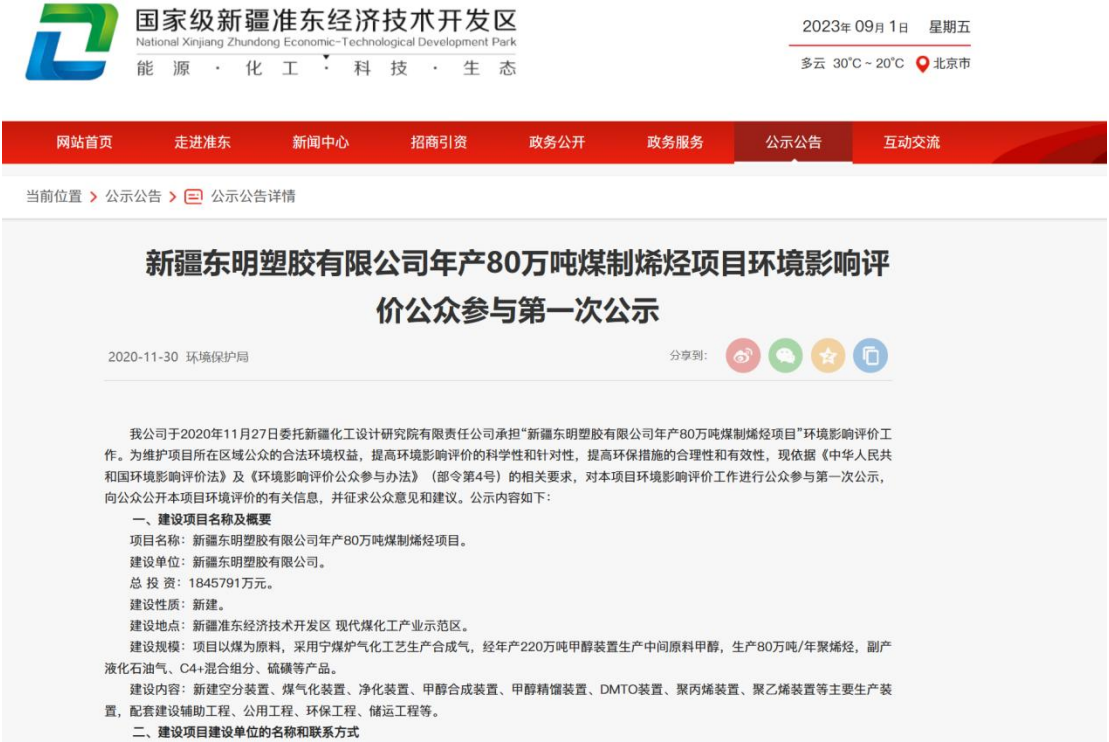 国家级新疆准东经济技术开发区
National Xinjiang Zhundong Economic-Technological Development Park
能 源 · 化 工 · 科 技 · 生 态
2023年 09月 1日 星期五
多云 30°C ~ 20°C 北京市
网站首页 走进准东 新闻中心 招商引资 政务公开 政务服务 公示公告 互动交流
当前位置 > 公示公告 > 公示公告详情
新疆东明塑胶有限公司年产80万吨煤制烯烃项目环境影响评
价公众参与第一次公示
2020-11-30 环境保护局
分享到:
我公司于2020年11月27日委托新疆化工设计研究院有限责任公司承担“新疆东明塑胶有限公司年产80万吨煤制烯烃项目”环境影响评价工
作。为维护项目所在区域公众的合法环境权益，提高环境影响评价的科学性和针对性，提高环保措施的合理性和有效性，现依据《中华人民共
和国环境影响评价法》及《环境影响评价公众参与办法》（部令第4号）的相关要求，对本项目环境影响评价工作进行公众参与第一次公示，
向公众公开本项目环境评价的有关信息，并征求公众意见和建议。公示内容如下：
一、建设项目名称及概要
项目名称：新疆东明塑胶有限公司年产80万吨煤制烯烃项目。
建设单位：新疆东明塑胶有限公司。
总 投 资：1845791万元。
建设性质：新建。
建设地点：新疆准东经济技术开发区 现代煤化工产业示范区。
建设规模：项目以煤为原料，采用宁煤炉气化工艺生产合成气，经年产220万吨甲醇装置生产中间原料甲醇，生产80万吨/年聚烯烃，副产
液化石油气、C4+混合组分、硫磺等产品。
建设内容：新建空分装置、煤气化装置、净化装置、甲醇合成装置、甲醇精馏装置、DMTO装置、聚丙烯装置、聚乙烯装置等主要生产装
置，配套建设辅助工程、公用工程、环保工程、储运工程等。
二、建设项目建设单位的名称和联系方式